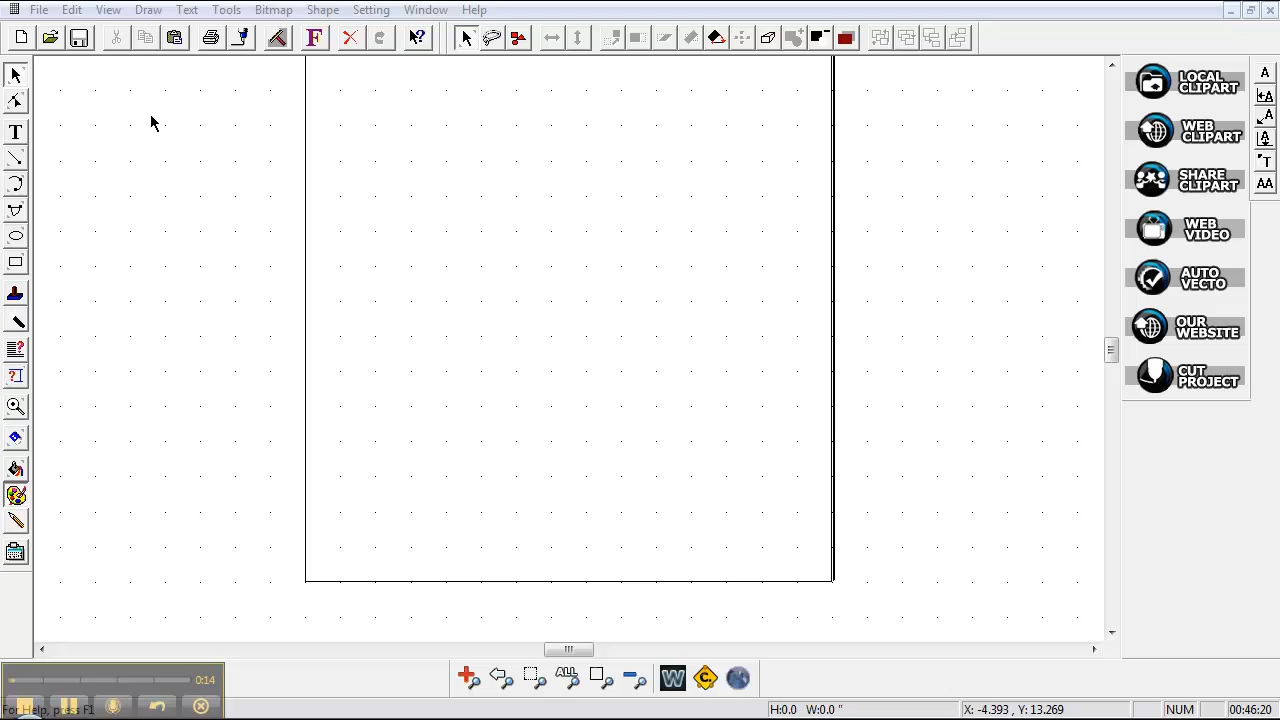 File Edit View Draw Text Tools Bitmap Shape Setting Window Help
LOCAL
CLIPART
WEB
CLIPART
SHARE
CLIPART
WEB
VIDEO
AUTO
VECTO
OUR
WEBSITE
CUT
PROJECT
A
A
A
A
T
AA
T
F
ALL
W
C.
0:14
For Help, press F1
H:0.0 W:0.0 " X: -4.393 , Y: 13.269 NUM 00:46:20